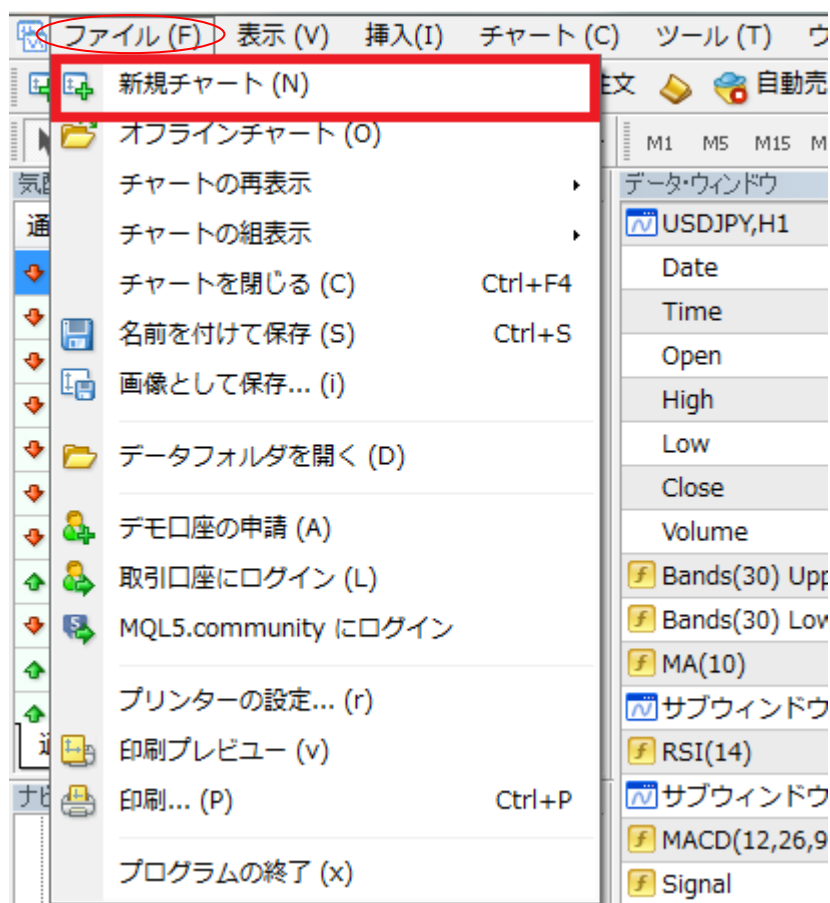 ファイル (F) 表示 (V) 挿入(I) チャート (C) ツール (T)
新規チャート (N)
自動売
オフラインチャート (O)
M1 M5 M15
チャートの再表示
データ・ウィンドウ
チャートの組表示
USDJPY,H1
チャートを閉じる (C) Ctrl+F4
Date
名前を付けて保存 (S) Ctrl+S
Time
画像として保存... (i)
Open
High
データフォルダを開く (D)
Low
Close
デモ口座の申請 (A)
Volume
取引口座にログイン (L)
Bands(30) Upp
MQL5.community にログイン
Bands(30) Low
MA(10)
プリンターの設定... (r)
サブウィンドウ
印刷プレビュー (v)
RSI(14)
印刷... (P) Ctrl+P
サブウィンドウ
MACD(12,26,9
プログラムの終了 (x)
Signal